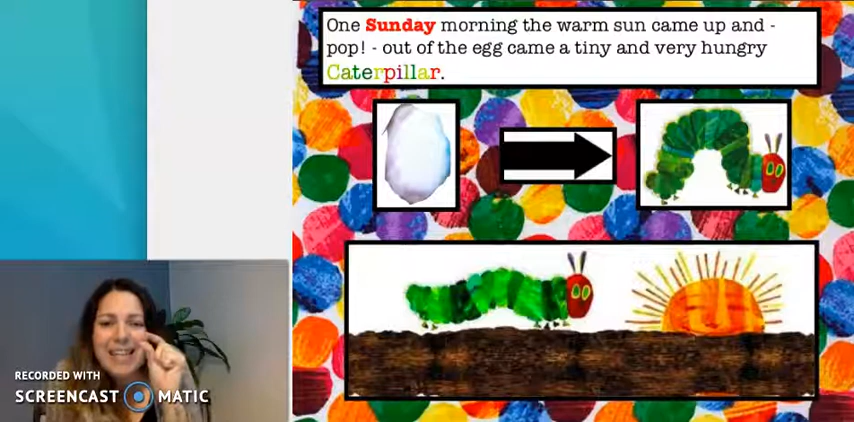 One Sunday morning the warm sun came up and -
pop! - out of the egg came a tiny and very hungry
Caterpillar.
RECORDED WITH
SCREENCAST MATIC